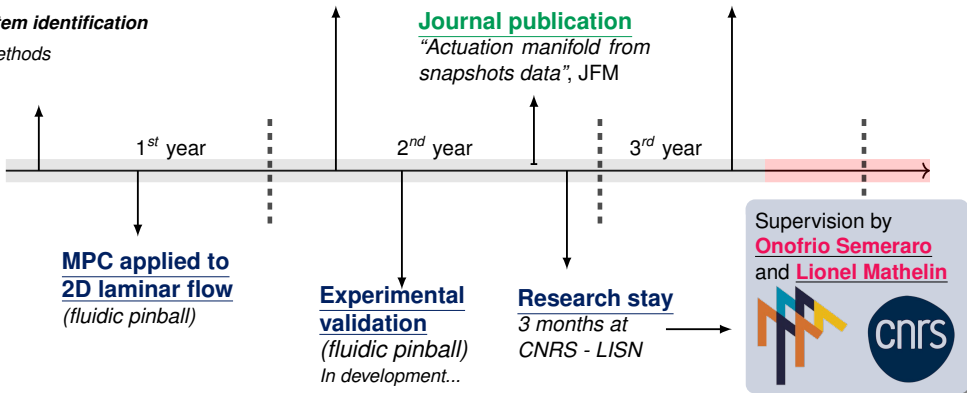 tem identification
ethods
Journal publication
“Actuation manifold from
snapshots data”, JFM
1st year
2nd year
3rd year
MPC applied to
2D laminar flow
(fluidic pinball)
Experimental
validation
(fluidic pinball)
In development...
Research stay
3 months at
CNRS - LISN
Supervision by
Onofrio Semeraro
and Lionel Mathelin
cnrs